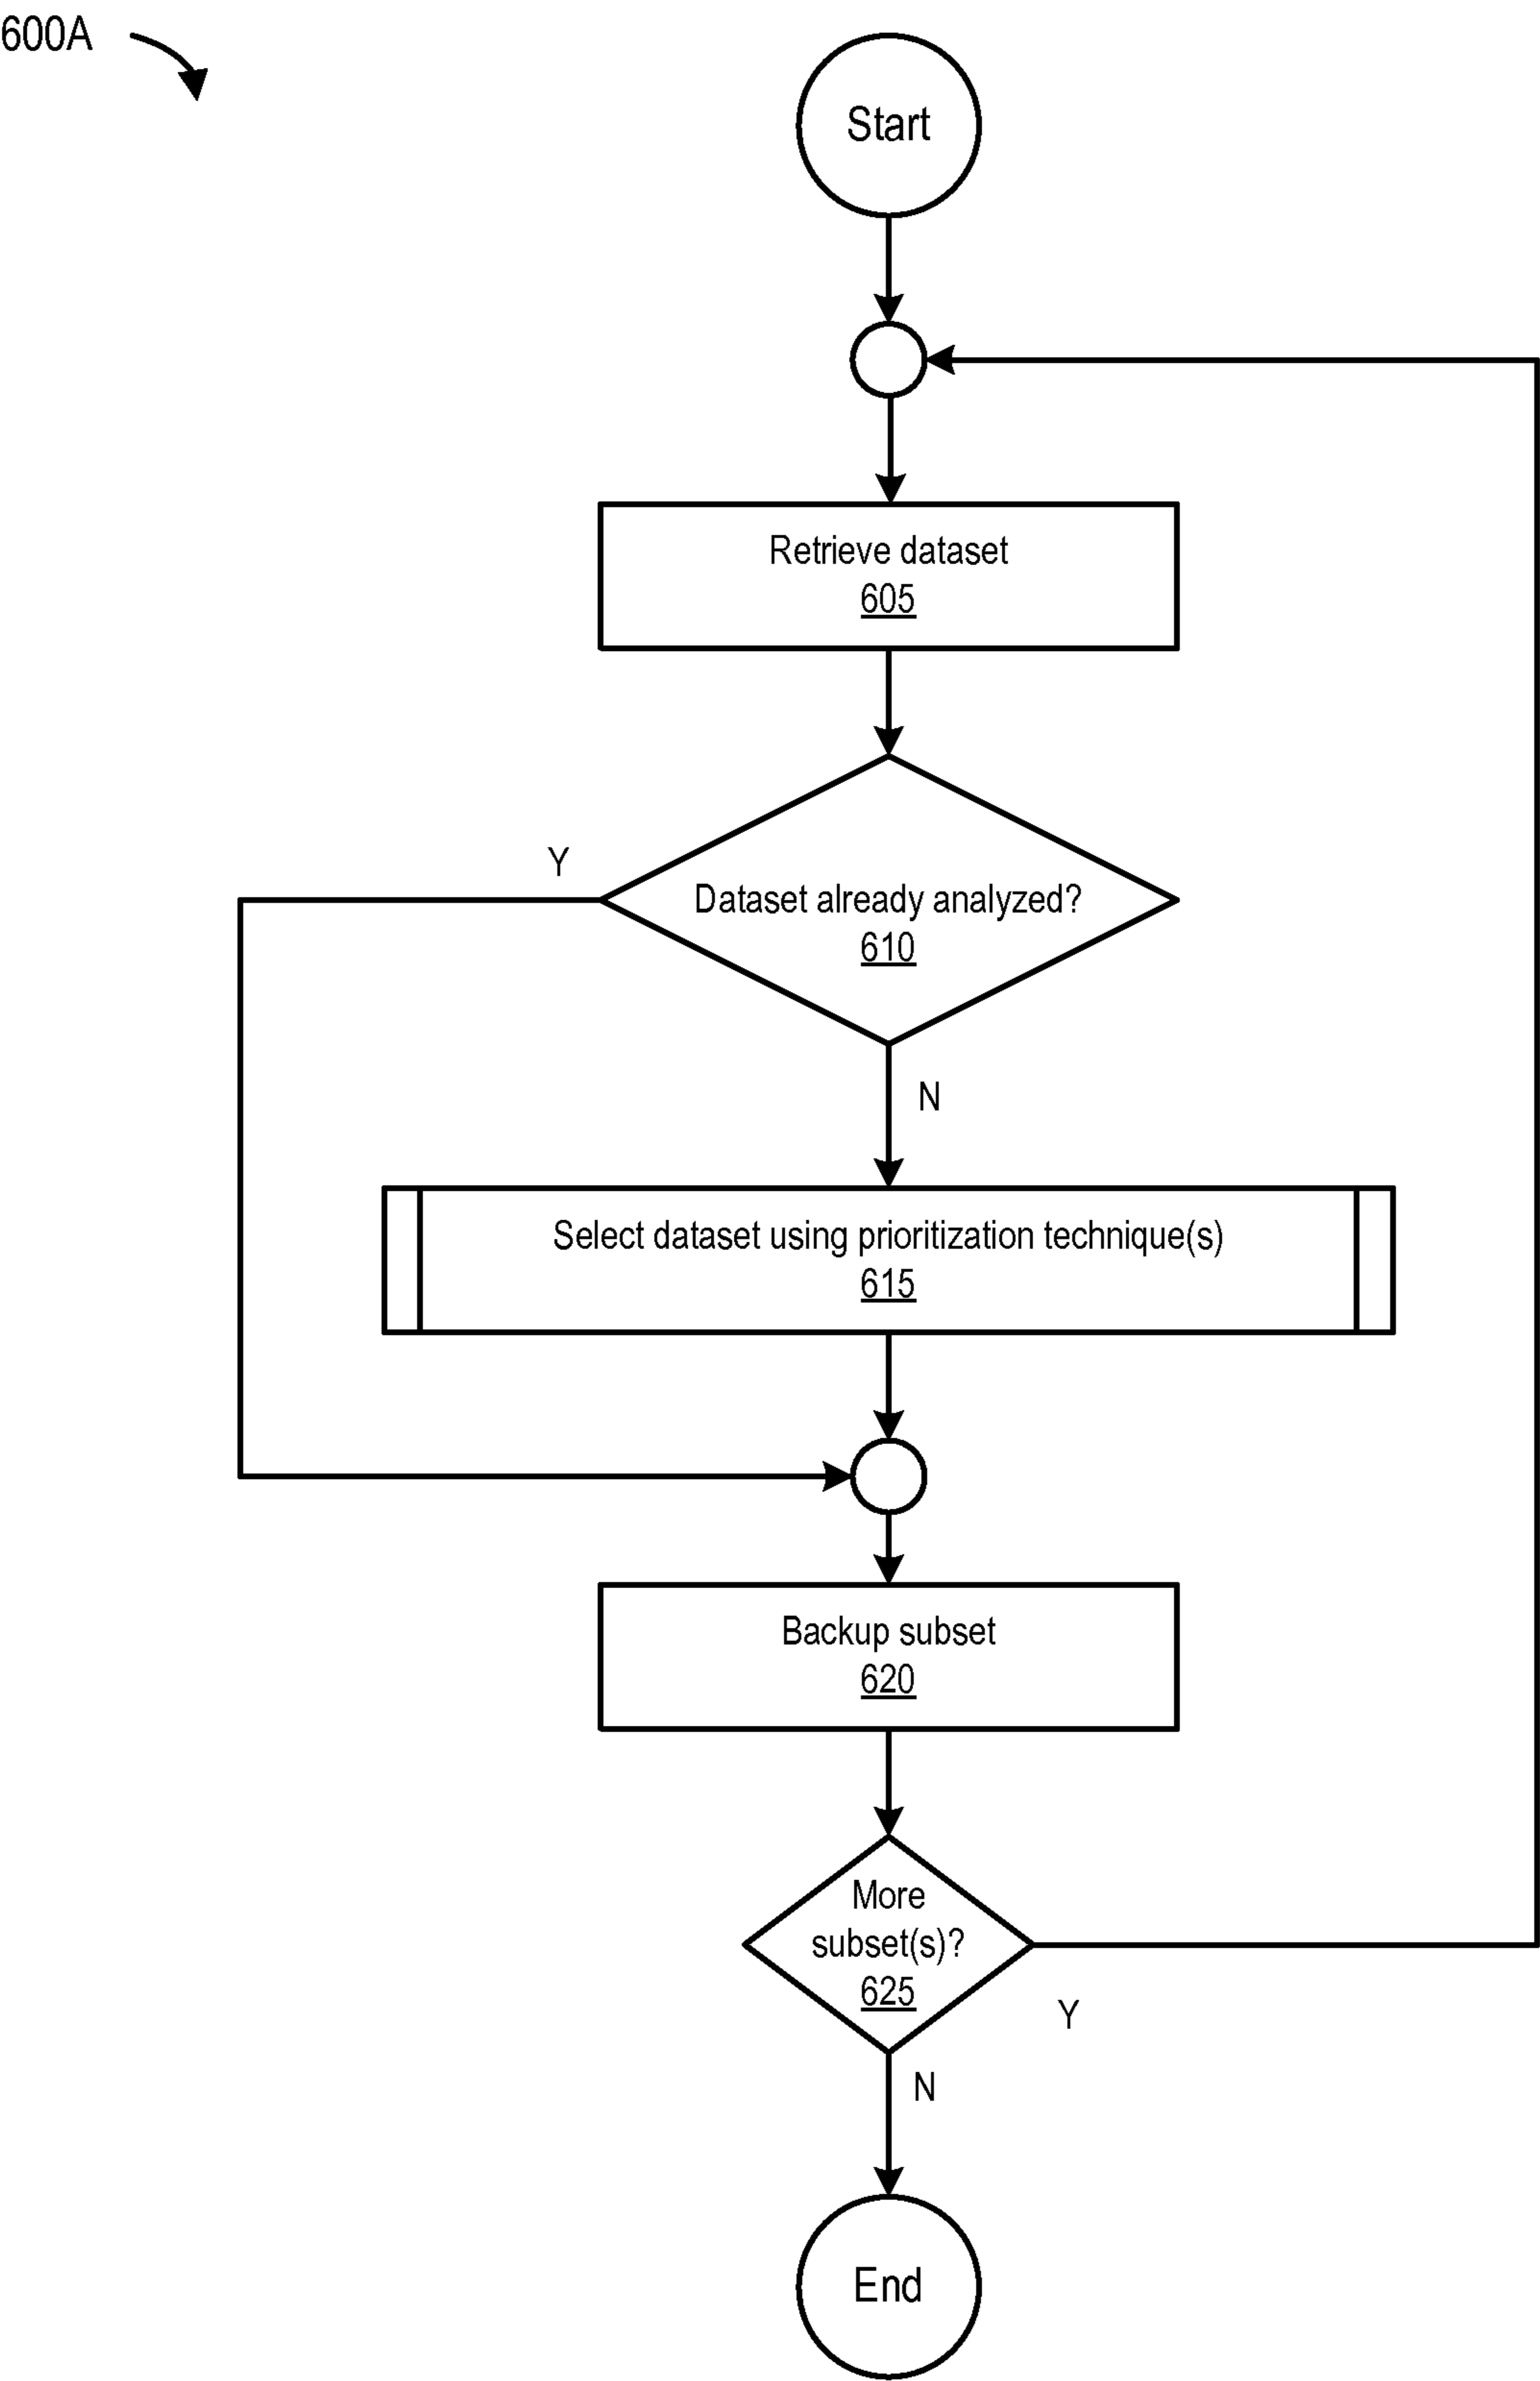 600A
Start
Retrieve dataset
605
Y
Dataset already analyzed?
610
N
Select dataset using prioritization technique(s)
615
Backup subset
620
More
subset(s)?
625
Y
N
End